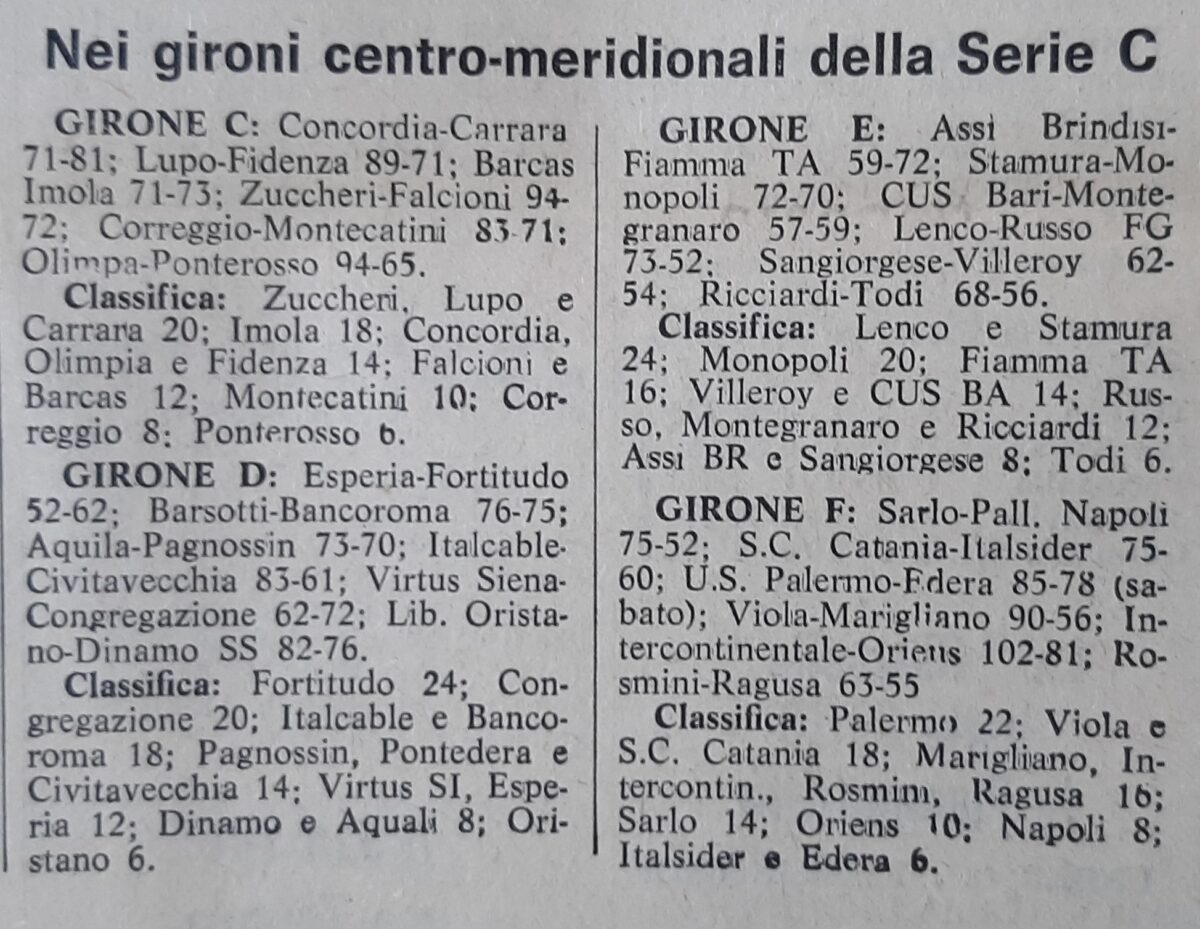 Nei gironi centro-meridionali della Serie C
GIRONE C: Concordia-Carrara
71-81; Lupo-Fidenza 89-71; Barcas
Imola 71-73; Zuccheri-Falcioni 94-
72; Correggio-Montecatini 83-71;
Olimpa-Ponterosso 94-65.
Classifica: Zuccheri, Lupo e
Carrara 20; Imola 18; Concordia,
Olimpia e Fidenza 14; Falcioni e
Barcas 12; Montecatini 10; Cor-
reggio 8; Ponterosso 6.
GIRONE D: Esperia-Fortitudo
52-62; Barsotti-Bancoroma 76-75;
Aquila-Pagnossin 73-70; Italcable-
Civitavecchia 83-61; Virtus Siena-
Congregazione 62-72; Lib. Orista-
no-Dinamo SS 82-76.
Classifica: Fortitudo 24; Con-
gregazione 20; Italcable e Banco-
roma 18; Pagnossin, Pontedera e
Civitavecchia 14; Virtus SI, Espe-
ria 12; Dinamo e Aquali 8; Ori-
stano 6.
GIRONE E: Assi Brindisi-
Fiamma TA 59-72; Stamura-Mo-
nopoli 72-70; CUS Bari-Monte-
granaro 57-59; Lenco-Russo FG
73-52; Sangiorgese-Villeroy 62-
54; Ricciardi-Todi 68-56.
Classifica: Lenco e Stamura
24; Monopoli 20; Fiamma TA
16; Villeroy e CUS BA 14; Rus-
so, Montegranaro e Ricciardi 12;
Assi BR e Sangiorgese 8; Todi 6.
GIRONE F: Sarlo-Pall. Napoli
75-52; S.C. Catania-Italsider 75-
60; U.S. Palermo-Edera 85-78 (sa-
bato); Viola-Marigliano 90-56; In-
tercontinentale-Oriens 102-81; Ro-
smini-Ragusa 63-55
Classifica: Palermo 22; Viola e
S.C. Catania 18; Marigliano, In-
tercontin., Rosmim, Ragusa 16;
Sarlo 14; Oriens 10; Napoli 8;
Italsider e Edera 6.